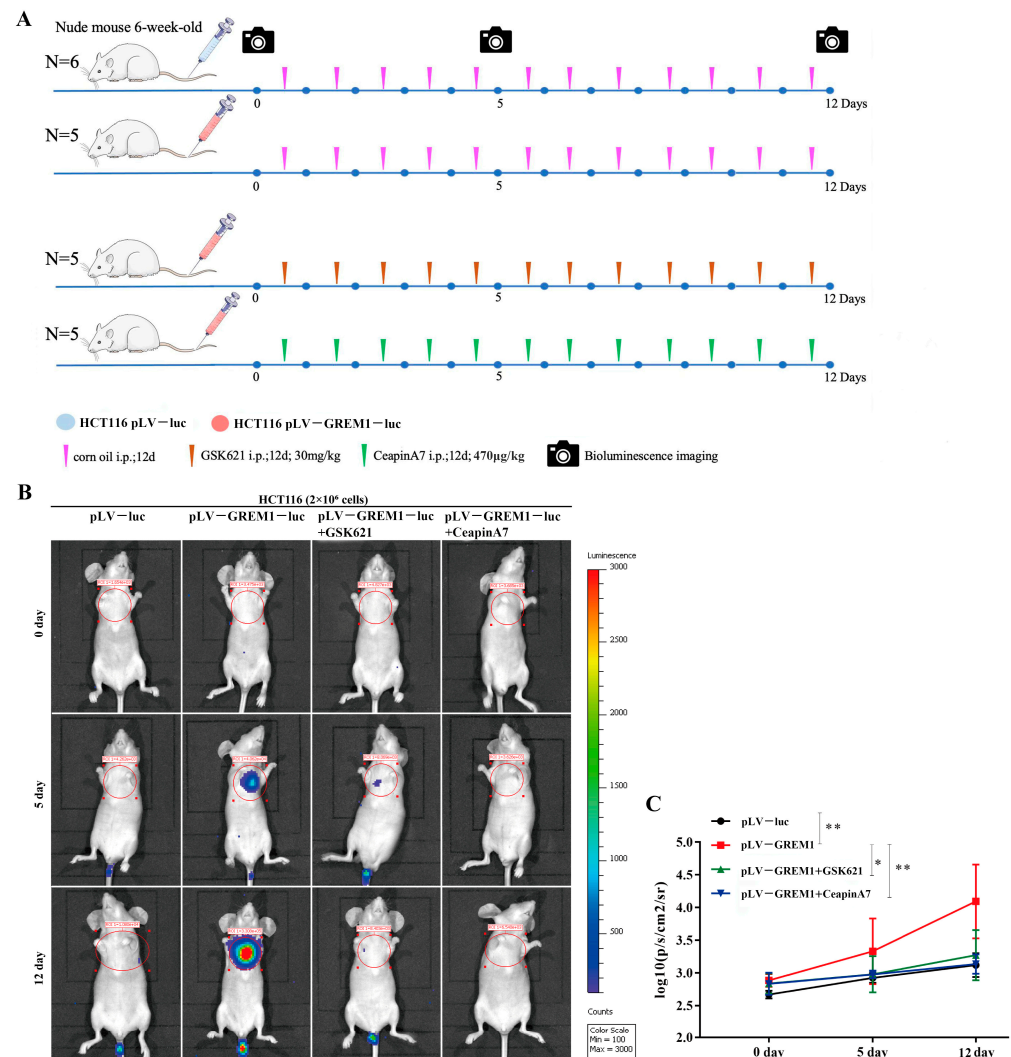 A
Nude mouse 6-week-old
N=6
0
5
12 Days
N=5
0
5
12 Days
N=5
0
5
12 Days
N=5
0
5
12 Days
HCT116 pLV−luc
HCT116 pLV−GREM1−luc
corn oil i.p.;12d
GSK621 i.p.;12d; 30mg/kg
CeapinA7 i.p.;12d; 470μg/kg
Bioluminescence imaging
B
HCT116 (2×10⁶ cells)
pLV−luc
pLV−GREM1−luc
pLV−GREM1−luc
+GSK621
pLV−GREM1−luc
+CeapinA7
0 day
5 day
12 day
Luminescence
3000
2500
2000
1500
1000
500
Counts
Color Scale
Min = 100
Max = 3000
C
pLV−luc
pLV−GREM1
pLV−GREM1+GSK621
pLV−GREM1+CeapinA7
**
*
**
log10(p/s/cm2/sr)
5.0
4.5
4.0
3.5
3.0
2.5
2.0
0 day
5 day
12 day